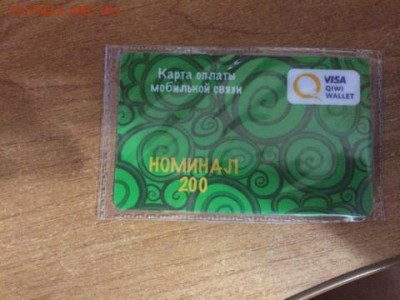 Карта оплаты
мобильной связи
VISA
QIWI
WALLET
НОМИНАЛ
200